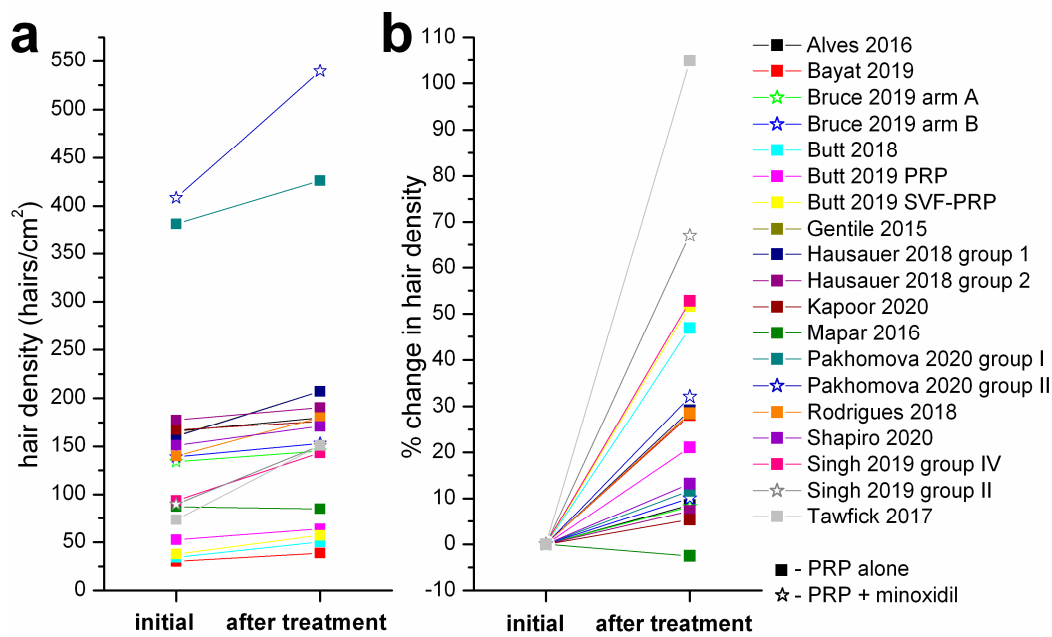 a
hair density (hairs/cm²)
550
500
450
400
350
300
250
200
150
100
50
0
initial
after treatment
b
% change in hair density
110
100
90
80
70
60
50
40
30
20
10
0
-10
initial
after treatment
Alves 2016
Bayat 2019
Bruce 2019 arm A
Bruce 2019 arm B
Butt 2018
Butt 2019 PRP
Butt 2019 SVF-PRP
Gentile 2015
Hausauer 2018 group 1
Hausauer 2018 group 2
Kapoor 2020
Mapar 2016
Pakhomova 2020 group I
Pakhomova 2020 group II
Rodrigues 2018
Shapiro 2020
Singh 2019 group IV
Singh 2019 group II
Tawfick 2017
- PRP alone
- PRP + minoxidil